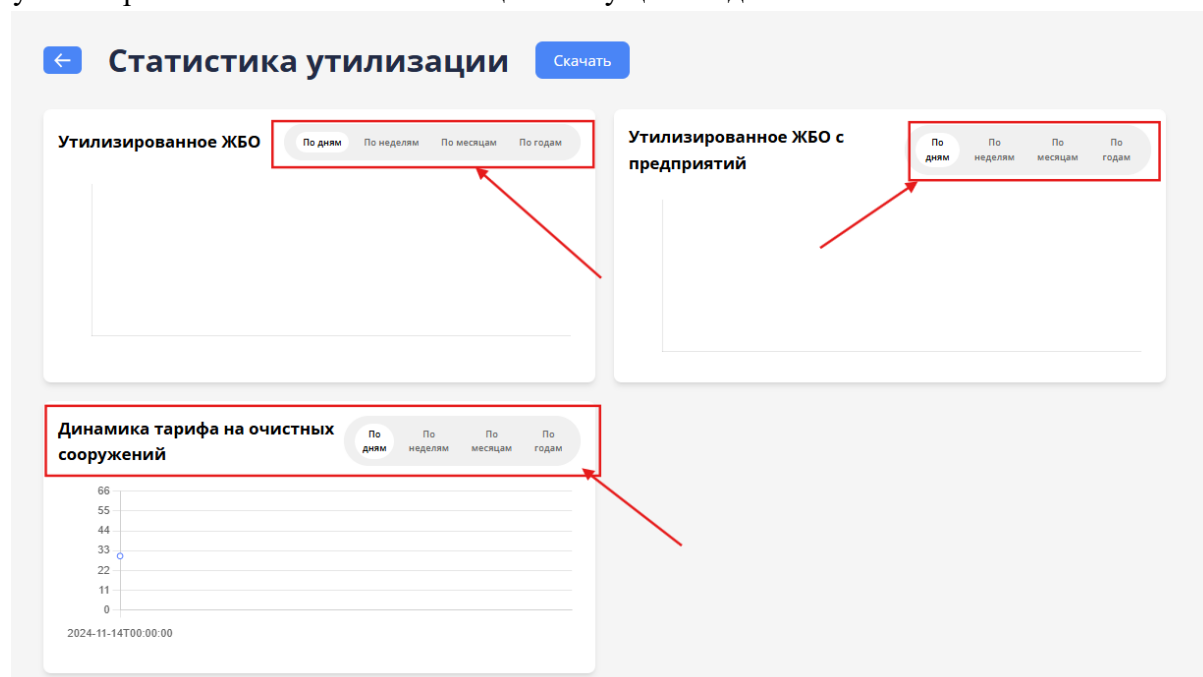 Статистика утилизации
Скачать
Утилизированное ЖБО
По дням По неделям По месяцам По годам
Утилизированное ЖБО с
предприятий
По По По По
дням неделям месяцам годам
Динамика тарифа на очистных
сооружений
По По По По
дням неделям месяцам годам
66
55
44
33
22
11
0
2024-11-14T00:00:00